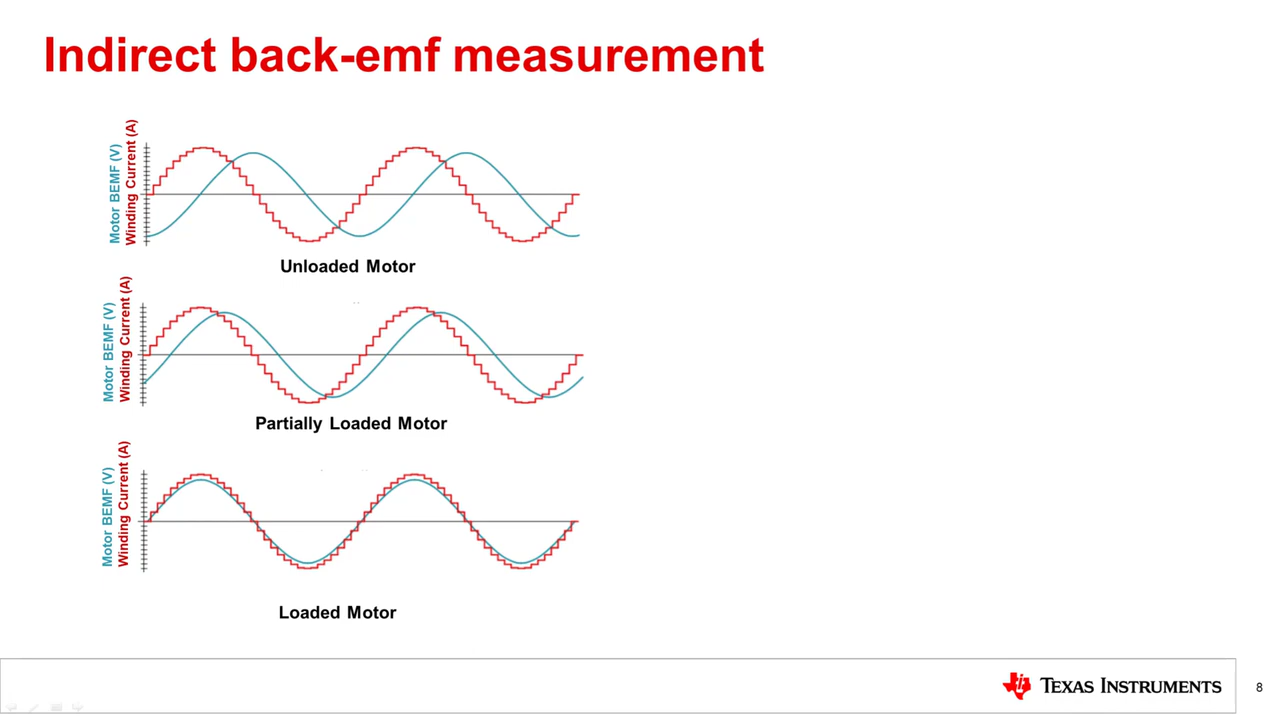 Indirect back-emf measurement
Motor BEMF (V)
Winding Current (A)
Unloaded Motor
Motor BEMF (V)
Winding Current (A)
Partially Loaded Motor
Motor BEMF (V)
Winding Current (A)
Loaded Motor
TEXAS INSTRUMENTS
8